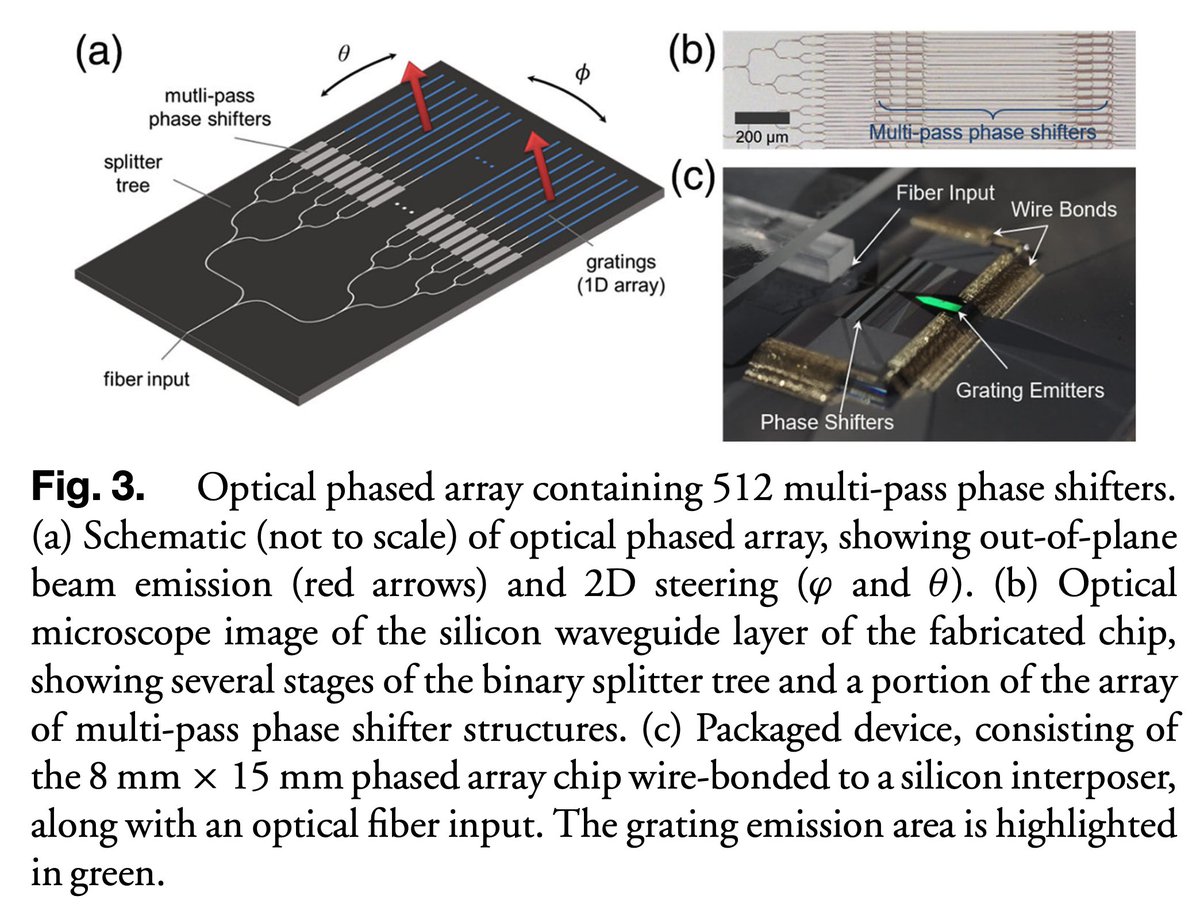 (a)
θ
ϕ
mutli-pass
phase shifters
splitter
tree
gratings
(1D array)
fiber input
(b)
200 μm
Multi-pass phase shifters
(c)
Fiber Input
Wire Bonds
Grating Emitters
Phase Shifters
Fig. 3. Optical phased array containing 512 multi-pass phase shifters.
(a) Schematic (not to scale) of optical phased array, showing out-of-plane
beam emission (red arrows) and 2D steering (φ and θ). (b) Optical
microscope image of the silicon waveguide layer of the fabricated chip,
showing several stages of the binary splitter tree and a portion of the array
of multi-pass phase shifter structures. (c) Packaged device, consisting of
the 8 mm × 15 mm phased array chip wire-bonded to a silicon interposer,
along with an optical fiber input. The grating emission area is highlighted
in green.